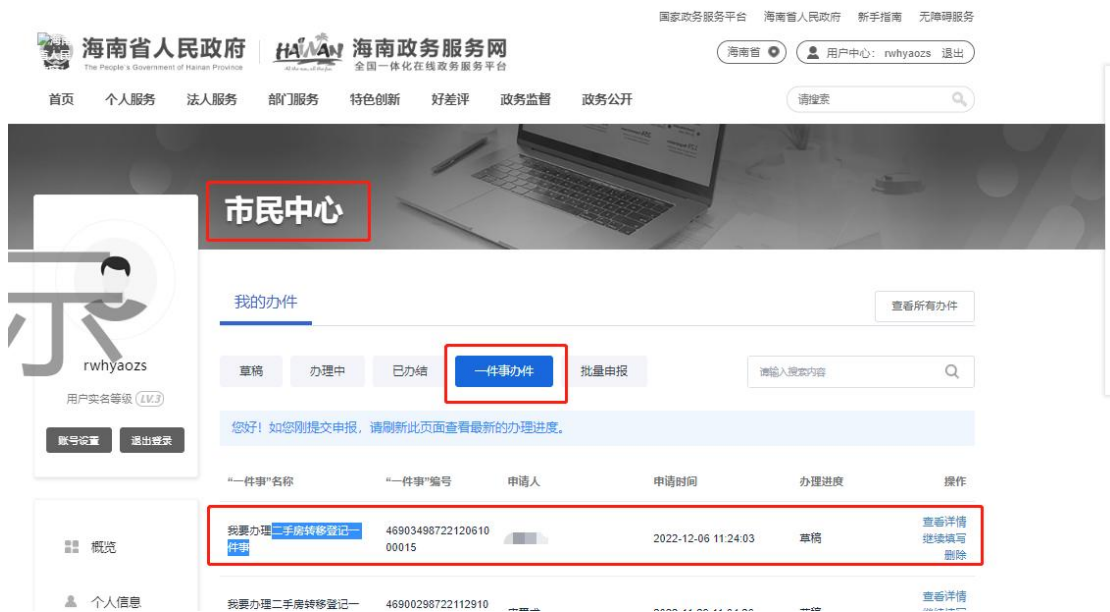 国家政务服务平台 海南省人民政府 新手指南 无障碍服务
海南省人民政府 HAINAN 海南政务服务网
The People's Government of Hainan Province 全国一体化在线政务服务平台
海南省 用户中心：rwhyaozs 退出
首页 个人服务 法人服务 部门服务 特色创新 好差评 政务监督 政务公开 请搜索
市民中心
示
rwhyaozs
用户实名等级 LV.3
账号设置 退出登录
概览
个人信息
我的办件 查看所有办件
草稿 办理中 已办结 一件事办件 批量申报 请输入搜索内容
您好！如您刚提交申报，请刷新此页面查看最新的办理进度。
“一件事”名称 “一件事”编号 申请人 申请时间 办理进度 操作
我要办理二手房转移登记一 46903498722120610 查看详情
件事 00015 2022-12-06 11:24:03 草稿 继续填写
删除
我要办理二手房转移登记一 46900298722112910 查看详情